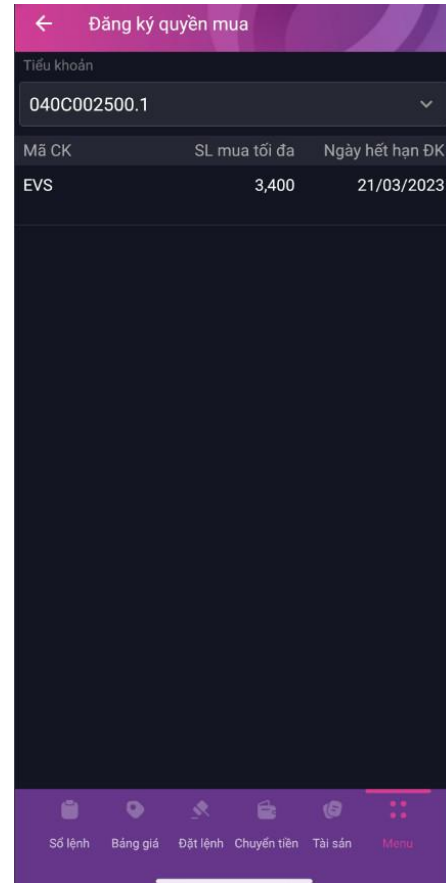 Đăng ký quyền mua
Tiểu khoản
040C002500.1
Mã CK SL mua tối đa Ngày hết hạn ĐK
EVS 3,400 21/03/2023
Sổ lệnh Bảng giá Đặt lệnh Chuyển tiền Tài sản Menu